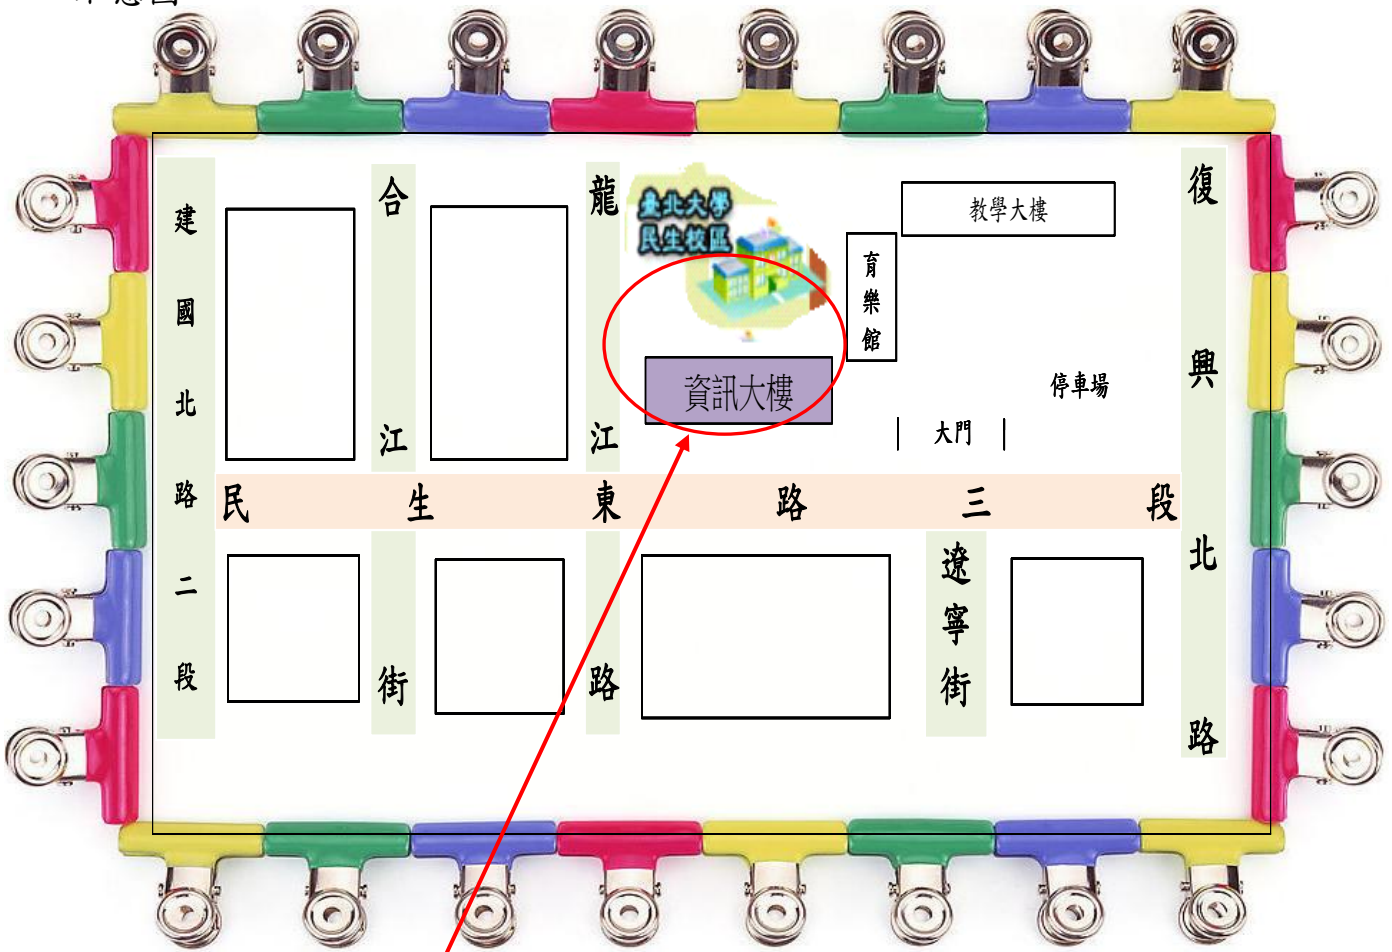 建國北路二段
合江街
龍江路
臺北大學
民生校區
教學大樓
育樂館
資訊大樓
停車場
大門
復興北路
民生東路三段
遼寧街